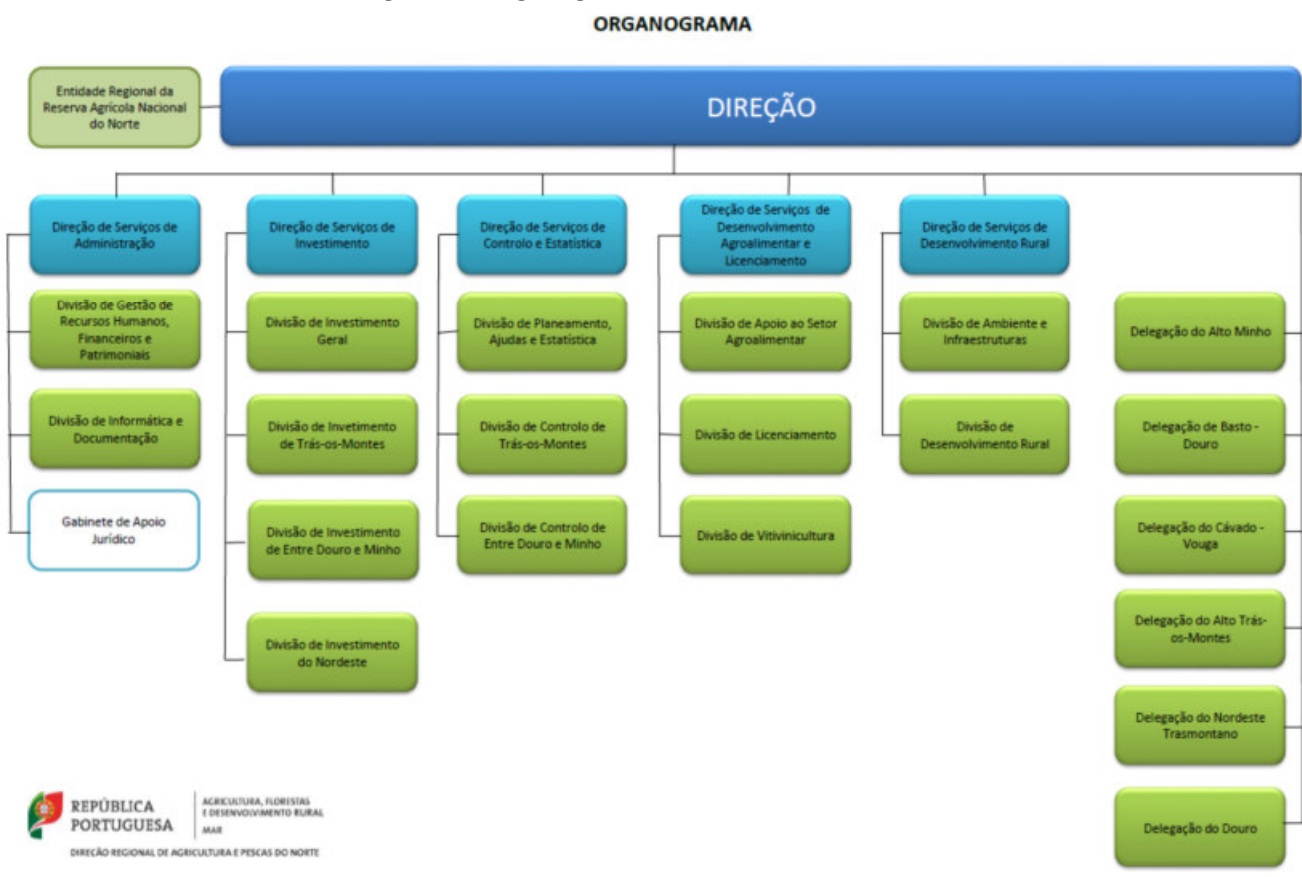 ORGANOGRAMA
Entidade Regional da
Reserva Agrícola Nacional
do Norte
DIREÇÃO
Direção de Serviços de
Administração
Divisão de Gestão de
Recursos Humanos,
Financeiros e
Patrimoniais
Divisão de Informática e
Documentação
Gabinete de Apoio
Jurídico
Direção de Serviços de
Investimento
Divisão de Investimento
Geral
Divisão de Invetimento
de Trás-os-Montes
Divisão de Investimento
de Entre Douro e Minho
Divisão de Investimento
do Nordeste
Direção de Serviços de
Controlo e Estatística
Divisão de Planeamento,
Ajudas e Estatística
Divisão de Controlo de
Trás-os-Montes
Divisão de Controlo de
Entre Douro e Minho
Direção de Serviços de
Desenvolvimento
Agroalimentar e
Licenciamento
Divisão de Apoio ao Setor
Agroalimentar
Divisão de Licenciamento
Divisão de Vitivinicultura
Direção de Serviços de
Desenvolvimento Rural
Divisão de Ambiente e
Infraestruturas
Divisão de
Desenvolvimento Rural
Delegação do Alto Minho
Delegação de Basto -
Douro
Delegação do Cávado -
Vouga
Delegação do Alto Trás-
os-Montes
Delegação do Nordeste
Trasmontano
Delegação do Douro
REPÚBLICA
PORTUGUESA
AGRICULTURA, FLORESTAS
E DESENVOLVIMENTO RURAL
MAR
DIREÇÃO REGIONAL DE AGRICULTURA E PESCAS DO NORTE